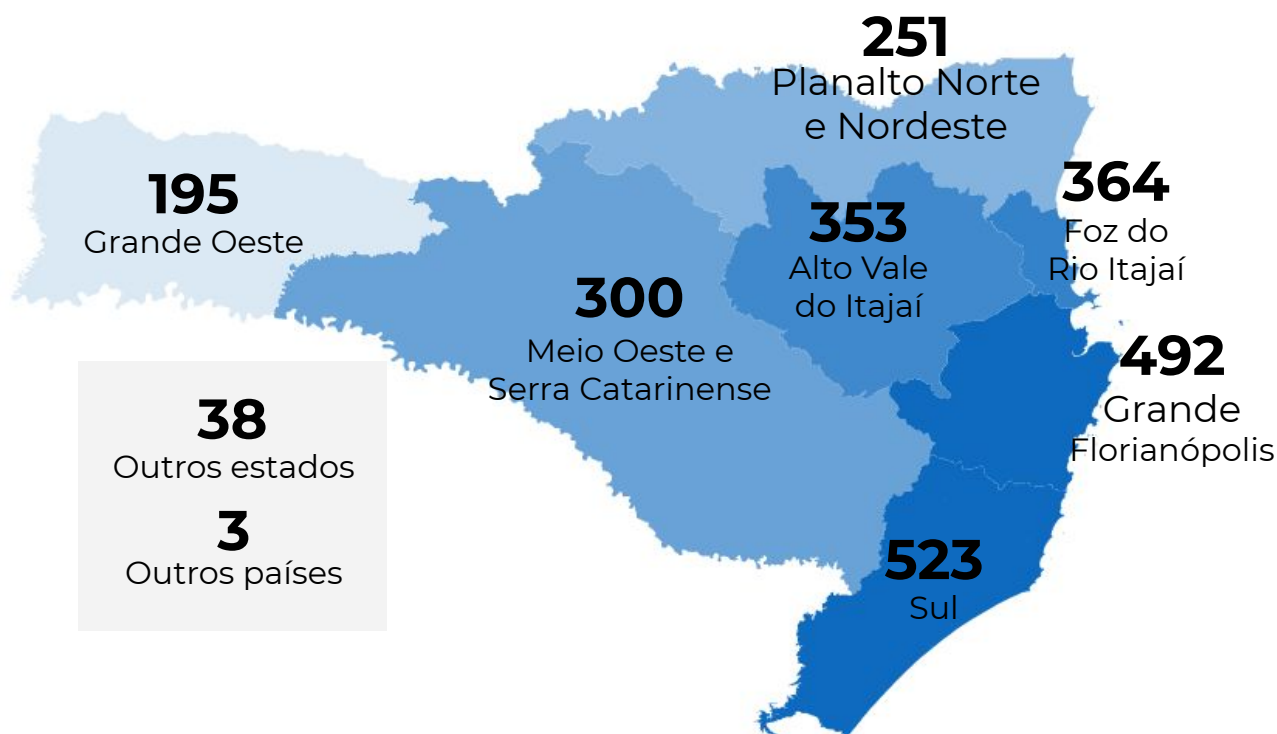 251
Planalto Norte
e Nordeste
195
Grande Oeste
364
Foz do
Rio Itajaí
353
Alto Vale
do Itajaí
300
Meio Oeste e
Serra Catarinense
492
Grande
Florianópolis
38
Outros estados
3
Outros países
523
Sul